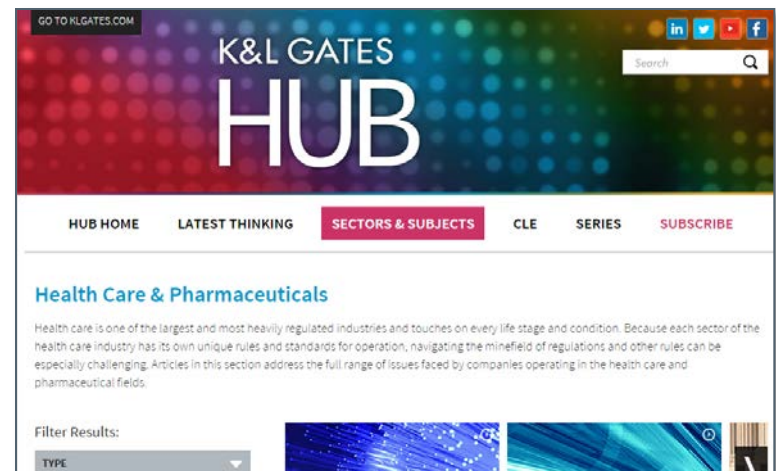 GO TO KLGATES.COM
in
f
Search
K&L GATES
HUB
HUB HOME LATEST THINKING SECTORS & SUBJECTS CLE SERIES SUBSCRIBE
Health Care & Pharmaceuticals
Health care is one of the largest and most heavily regulated industries and touches on every life stage and condition. Because each sector of the
health care industry has its own unique rules and standards for operation, navigating the minefield of regulations and other rules can be
especially challenging. Articles in this section address the full range of issues faced by companies operating in the health care and
pharmaceutical fields.
Filter Results:
TYPE